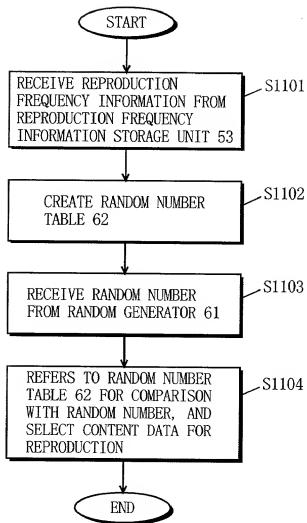 START
RECEIVE REPRODUCTION
FREQUENCY INFORMATION FROM
REPRODUCTION FREQUENCY
INFORMATION STORAGE UNIT 53
S1101
CREATE RANDOM NUMBER
TABLE 62
S1102
RECEIVE RANDOM NUMBER
FROM RANDOM GENERATOR 61
S1103
REFERS TO RANDOM NUMBER
TABLE 62 FOR COMPARISON
WITH RANDOM NUMBER, AND
SELECT CONTENT DATA FOR
REPRODUCTION
S1104
END